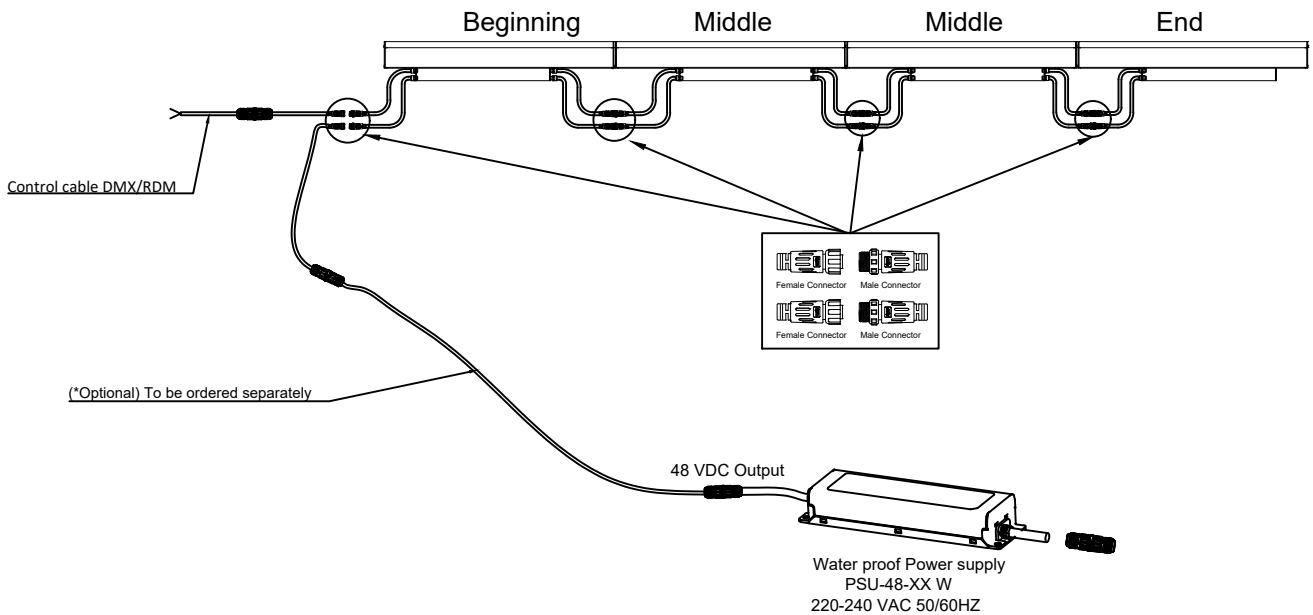 Beginning
Middle
Middle
End
Control cable DMX/RDM
Female Connector
Male Connector
Female Connector
Male Connector
(*Optional) To be ordered separately
48 VDC Output
Water proof Power supply
PSU-48-XX W
220-240 VAC 50/60HZ